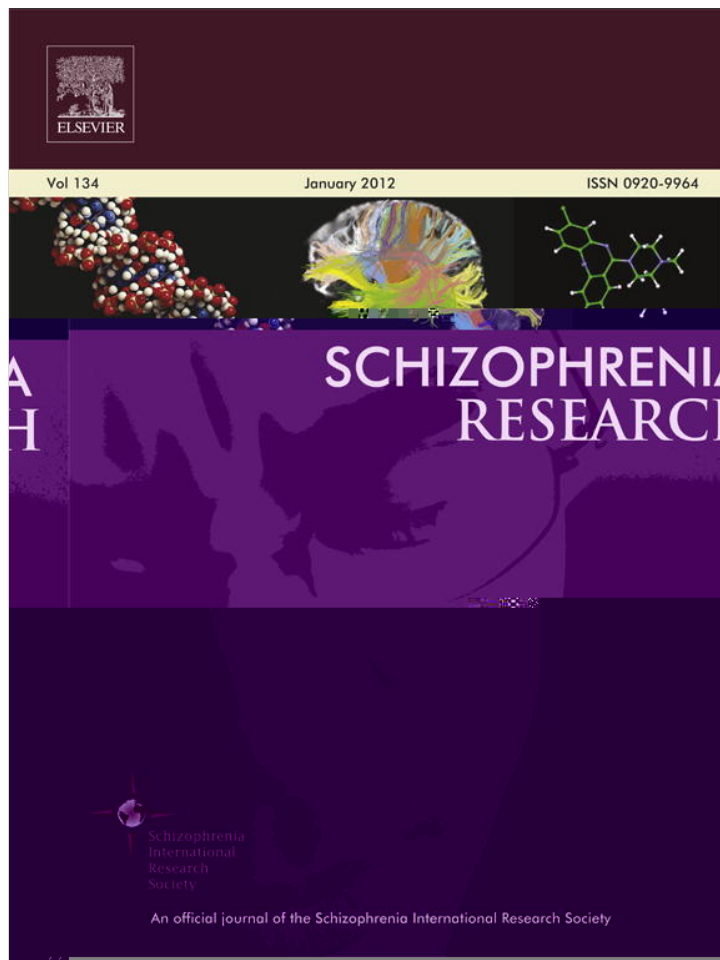 ELSEVIER
Vol 134 January 2012 ISSN 0920-9964
SCHIZOPHRENIA
RESEARCH
Schizophrenia
International
Research
Society
An official journal of the Schizophrenia International Research Society